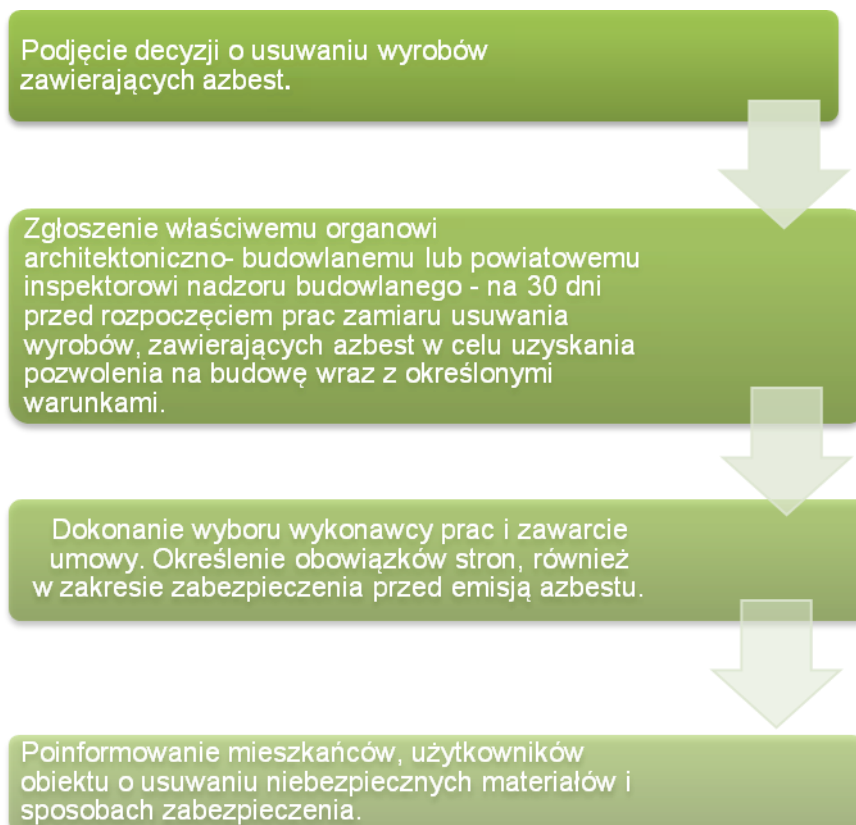 Podjęcie decyzji o usuwaniu wyrobów
zawierających azbest.
Zgłoszenie właściwemu organowi
architektoniczno- budowlanemu lub powiatowemu
inspektorowi nadzoru budowlanego - na 30 dni
przed rozpoczęciem prac zamiaru usuwania
wyrobów, zawierających azbest w celu uzyskania
pozwolenia na budowę wraz z określonymi
warunkami.
Dokonanie wyboru wykonawcy prac i zawarcie
umowy. Określenie obowiązków stron, również
w zakresie zabezpieczenia przed emisją azbestu.
Poinformowanie mieszkańców, użytkowników
obiektu o usuwaniu niebezpiecznych materiałów i
sposobach zabezpieczenia.